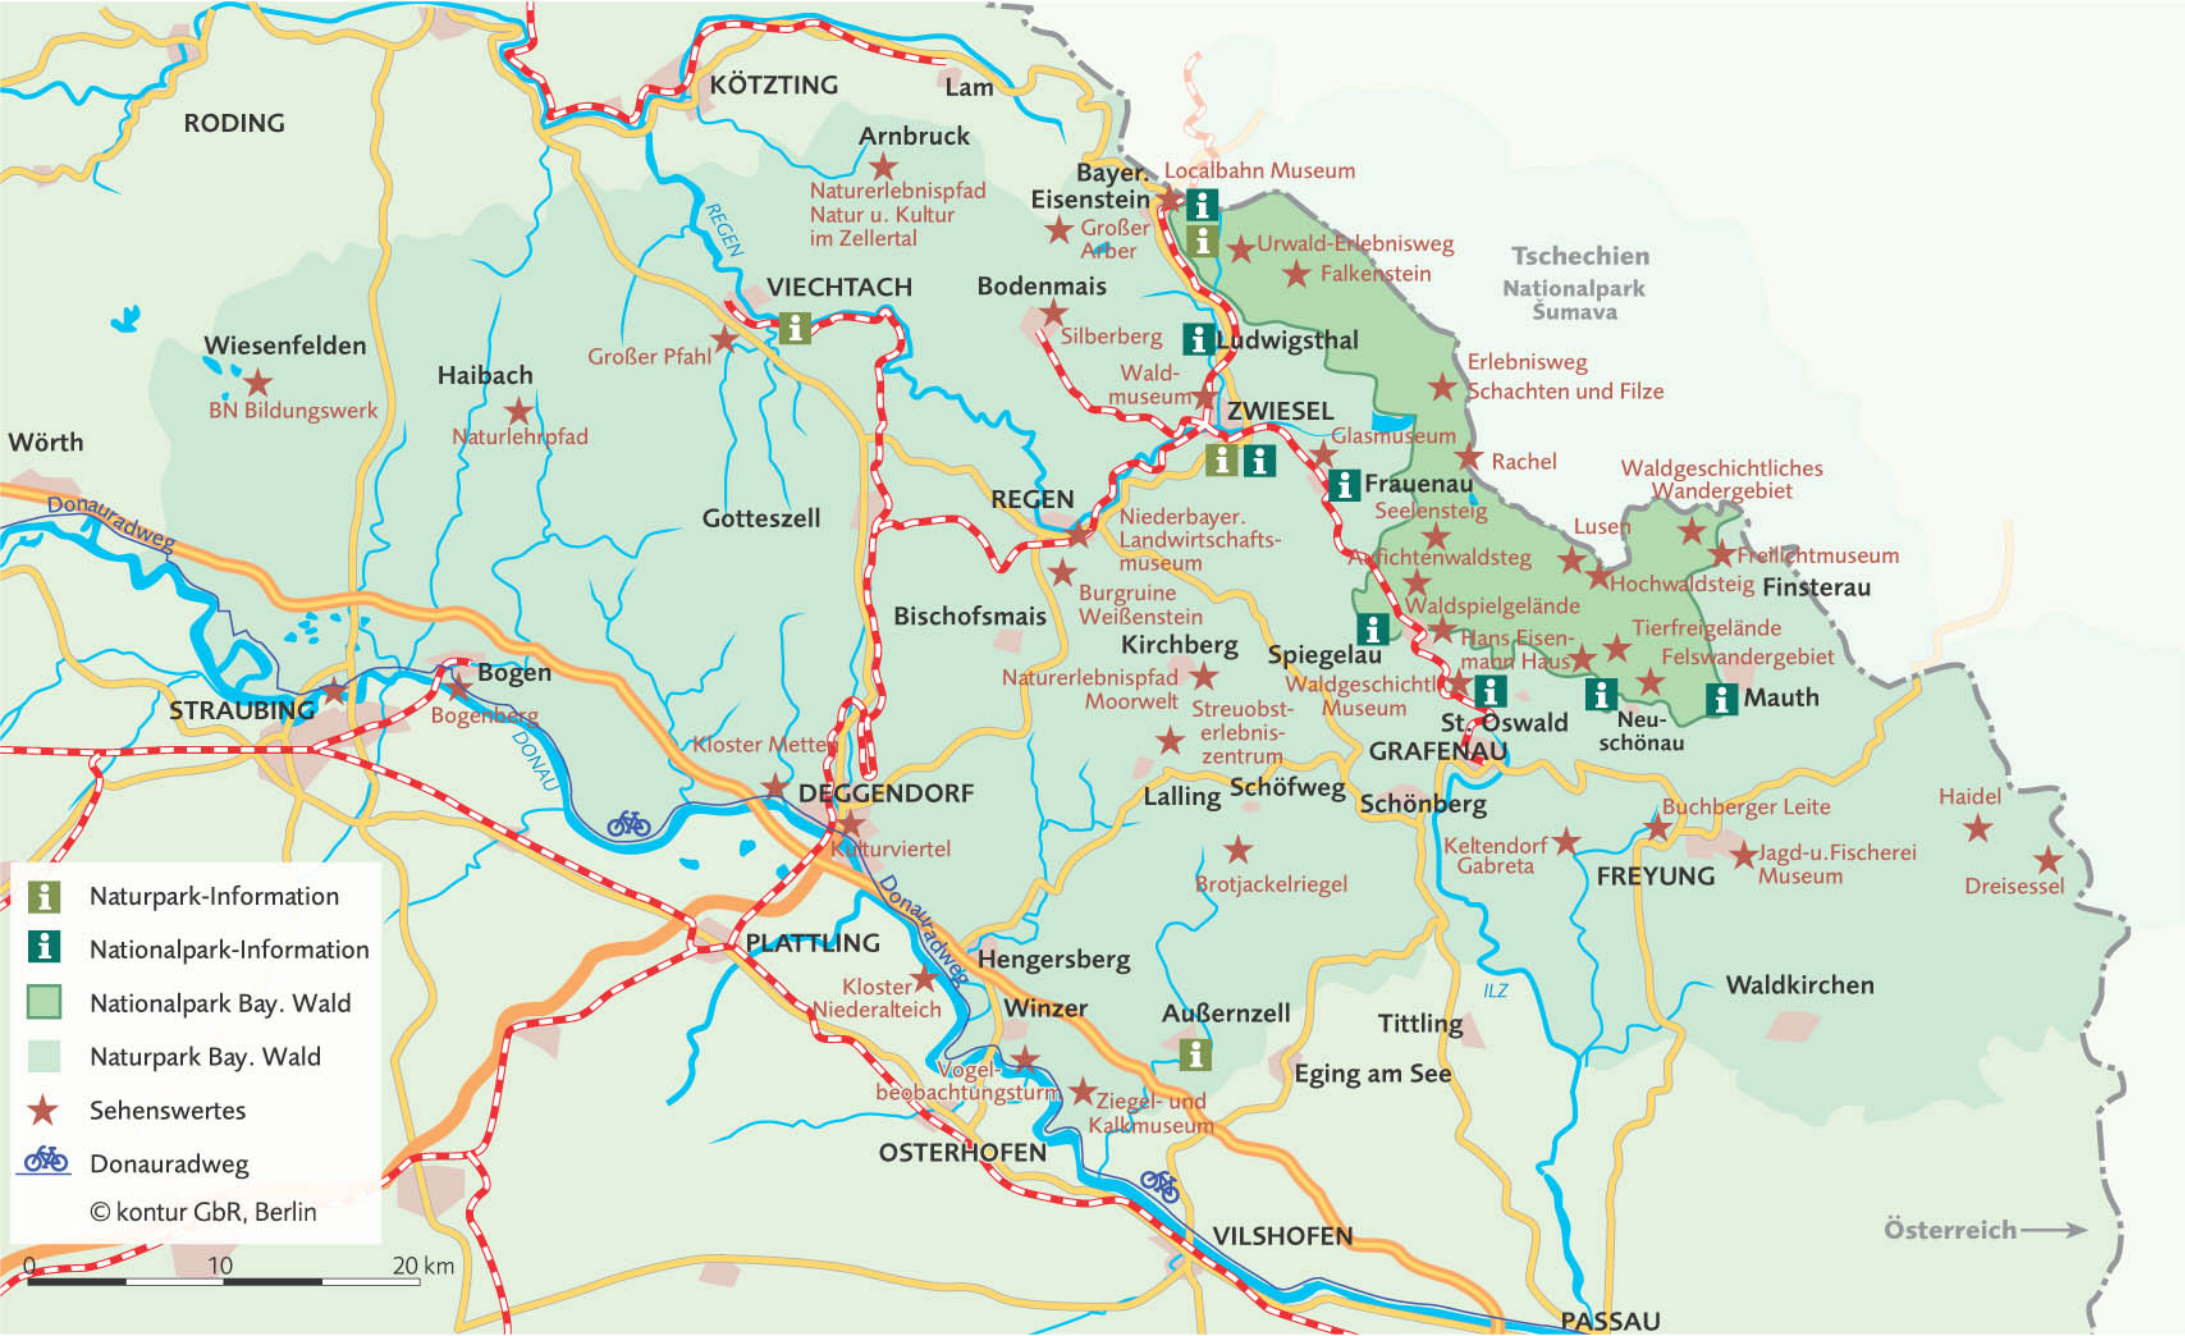 KÖTZTING
Lam
RODING
Arnbruck
Naturerlebnispfad
Natur u. Kultur
im Zellertal
Bayer.
Eisenstein
Localbahn Museum
Großer
Arber
REGEN
Urwald-Erlebnisweg
Falkenstein
Tschechien
Nationalpark
Šumava
VIECHTACH
Bodenmais
Silberberg
Großer Pfahl
Ludwigsthal
Wiesenfelden
BN Bildungswerk
Haibach
Naturlehrpfad
Wald-
museum
ZWIESEL
Erlebnisweg
Schachten und Filze
Glasmuseum
Rachel
Wörth
Donauradweg
Gotteszell
REGEN
Niederbayer.
Landwirtschafts-
museum
Frauenau
Seelensteig
Waldgeschichtliches
Wandergebiet
Lusen
Aufichtenwaldsteg
Freilichtmuseum
Hochwaldsteig
Finsterau
Burgruine
Weißenstein
Bischofsmais
Waldspielgelände
Kirchberg
Spiegelau
Hans Eisen-
mann Haus
Tierfreigelände
Felswandergebiet
Naturerlebnispfad
Moorwelt
Waldgeschichtl.
Museum
Bogen
STRAUBING
Bogenberg
DONAU
Streuobst-
erlebnis-
zentrum
St. Oswald
Neu-
schönau
Mauth
Kloster Metten
GRAFENAU
DEGGENDORF
Lalling
Schöfweg
Schönberg
Kulturviertel
Buchberger Leite
Haidel
Keltendorf
Gabreta
Jagd-u.Fischerei
Museum
Brotjackelriegel
FREYUNG
Dreisessel
Donauradweg
PLATTLING
Hengersberg
Kloster
Niederalteich
Winzer
Außernzell
ILZ
Waldkirchen
Tittling
Eging am See
Vogel-
beobachtungsturm
Ziegel- und
Kalkmuseum
OSTERHOFEN
VILSHOFEN
Österreich
PASSAU
Naturpark-Information
Nationalpark-Information
Nationalpark Bay. Wald
Naturpark Bay. Wald
Sehenswertes
Donauradweg
© kontur GbR, Berlin
0 10 20 km